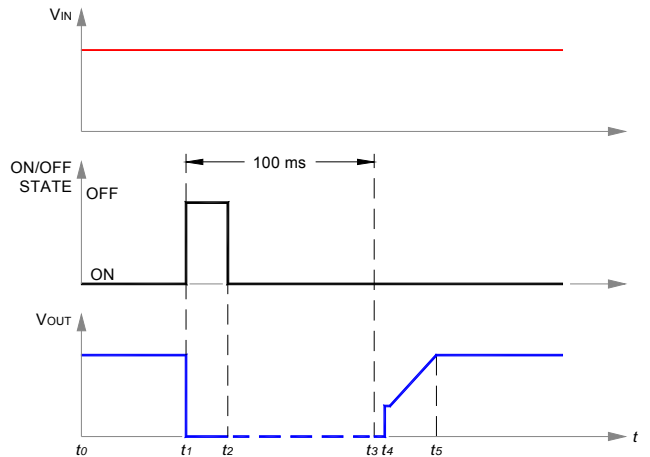 VIN
100 ms
ON/OFF
STATE
OFF
ON
VOUT
t0 t1 t2 t3 t4 t5 t